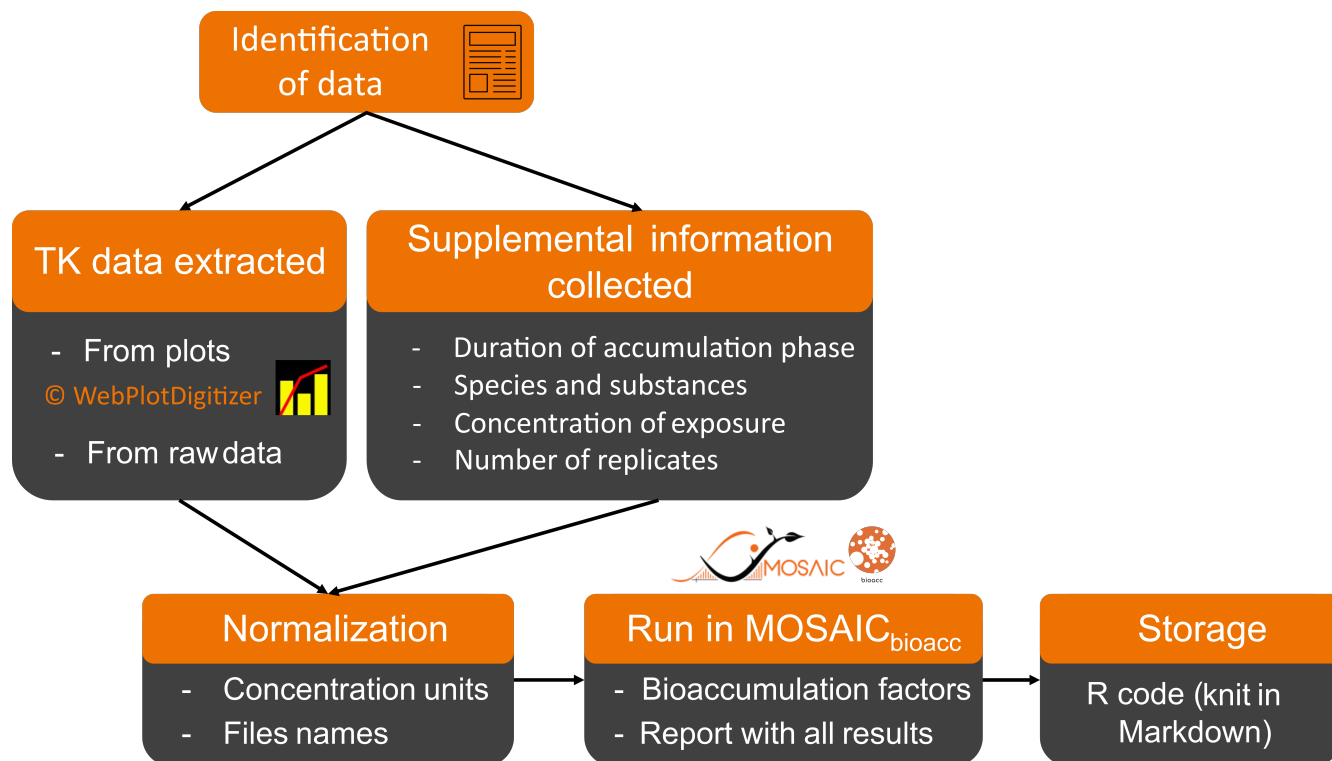 Identification
of data
TK data extracted
- From plots
© WebPlotDigitizer
- From raw data
Supplemental information
collected
- Duration of accumulation phase
- Species and substances
- Concentration of exposure
- Number of replicates
MOSAIC
bioacc
Normalization
- Concentration units
- Files names
Run in MOSAICbioacc
- Bioaccumulation factors
- Report with all results
Storage
R code (knit in
Markdown)